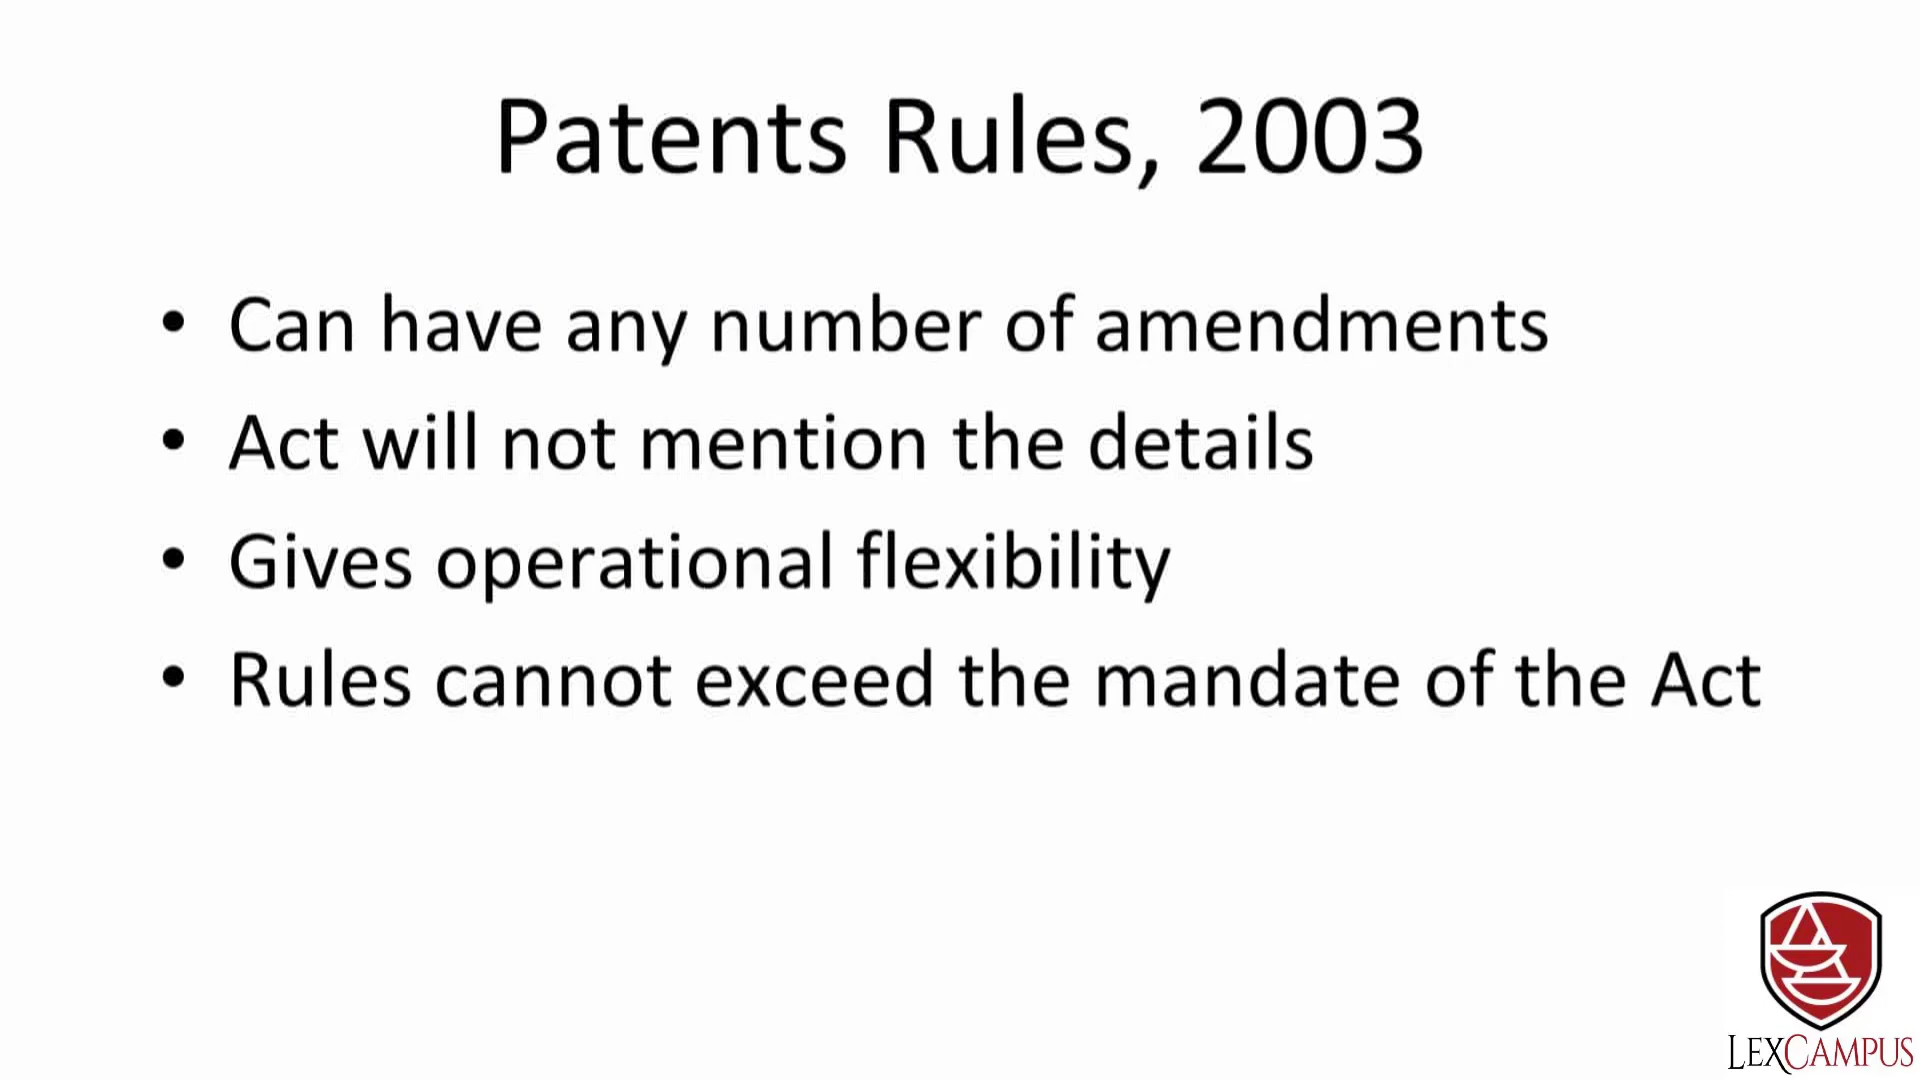 Patents Rules, 2003
• Can have any number of amendments
• Act will not mention the details
• Gives operational flexibility
• Rules cannot exceed the mandate of the Act
LEXCAMPUS